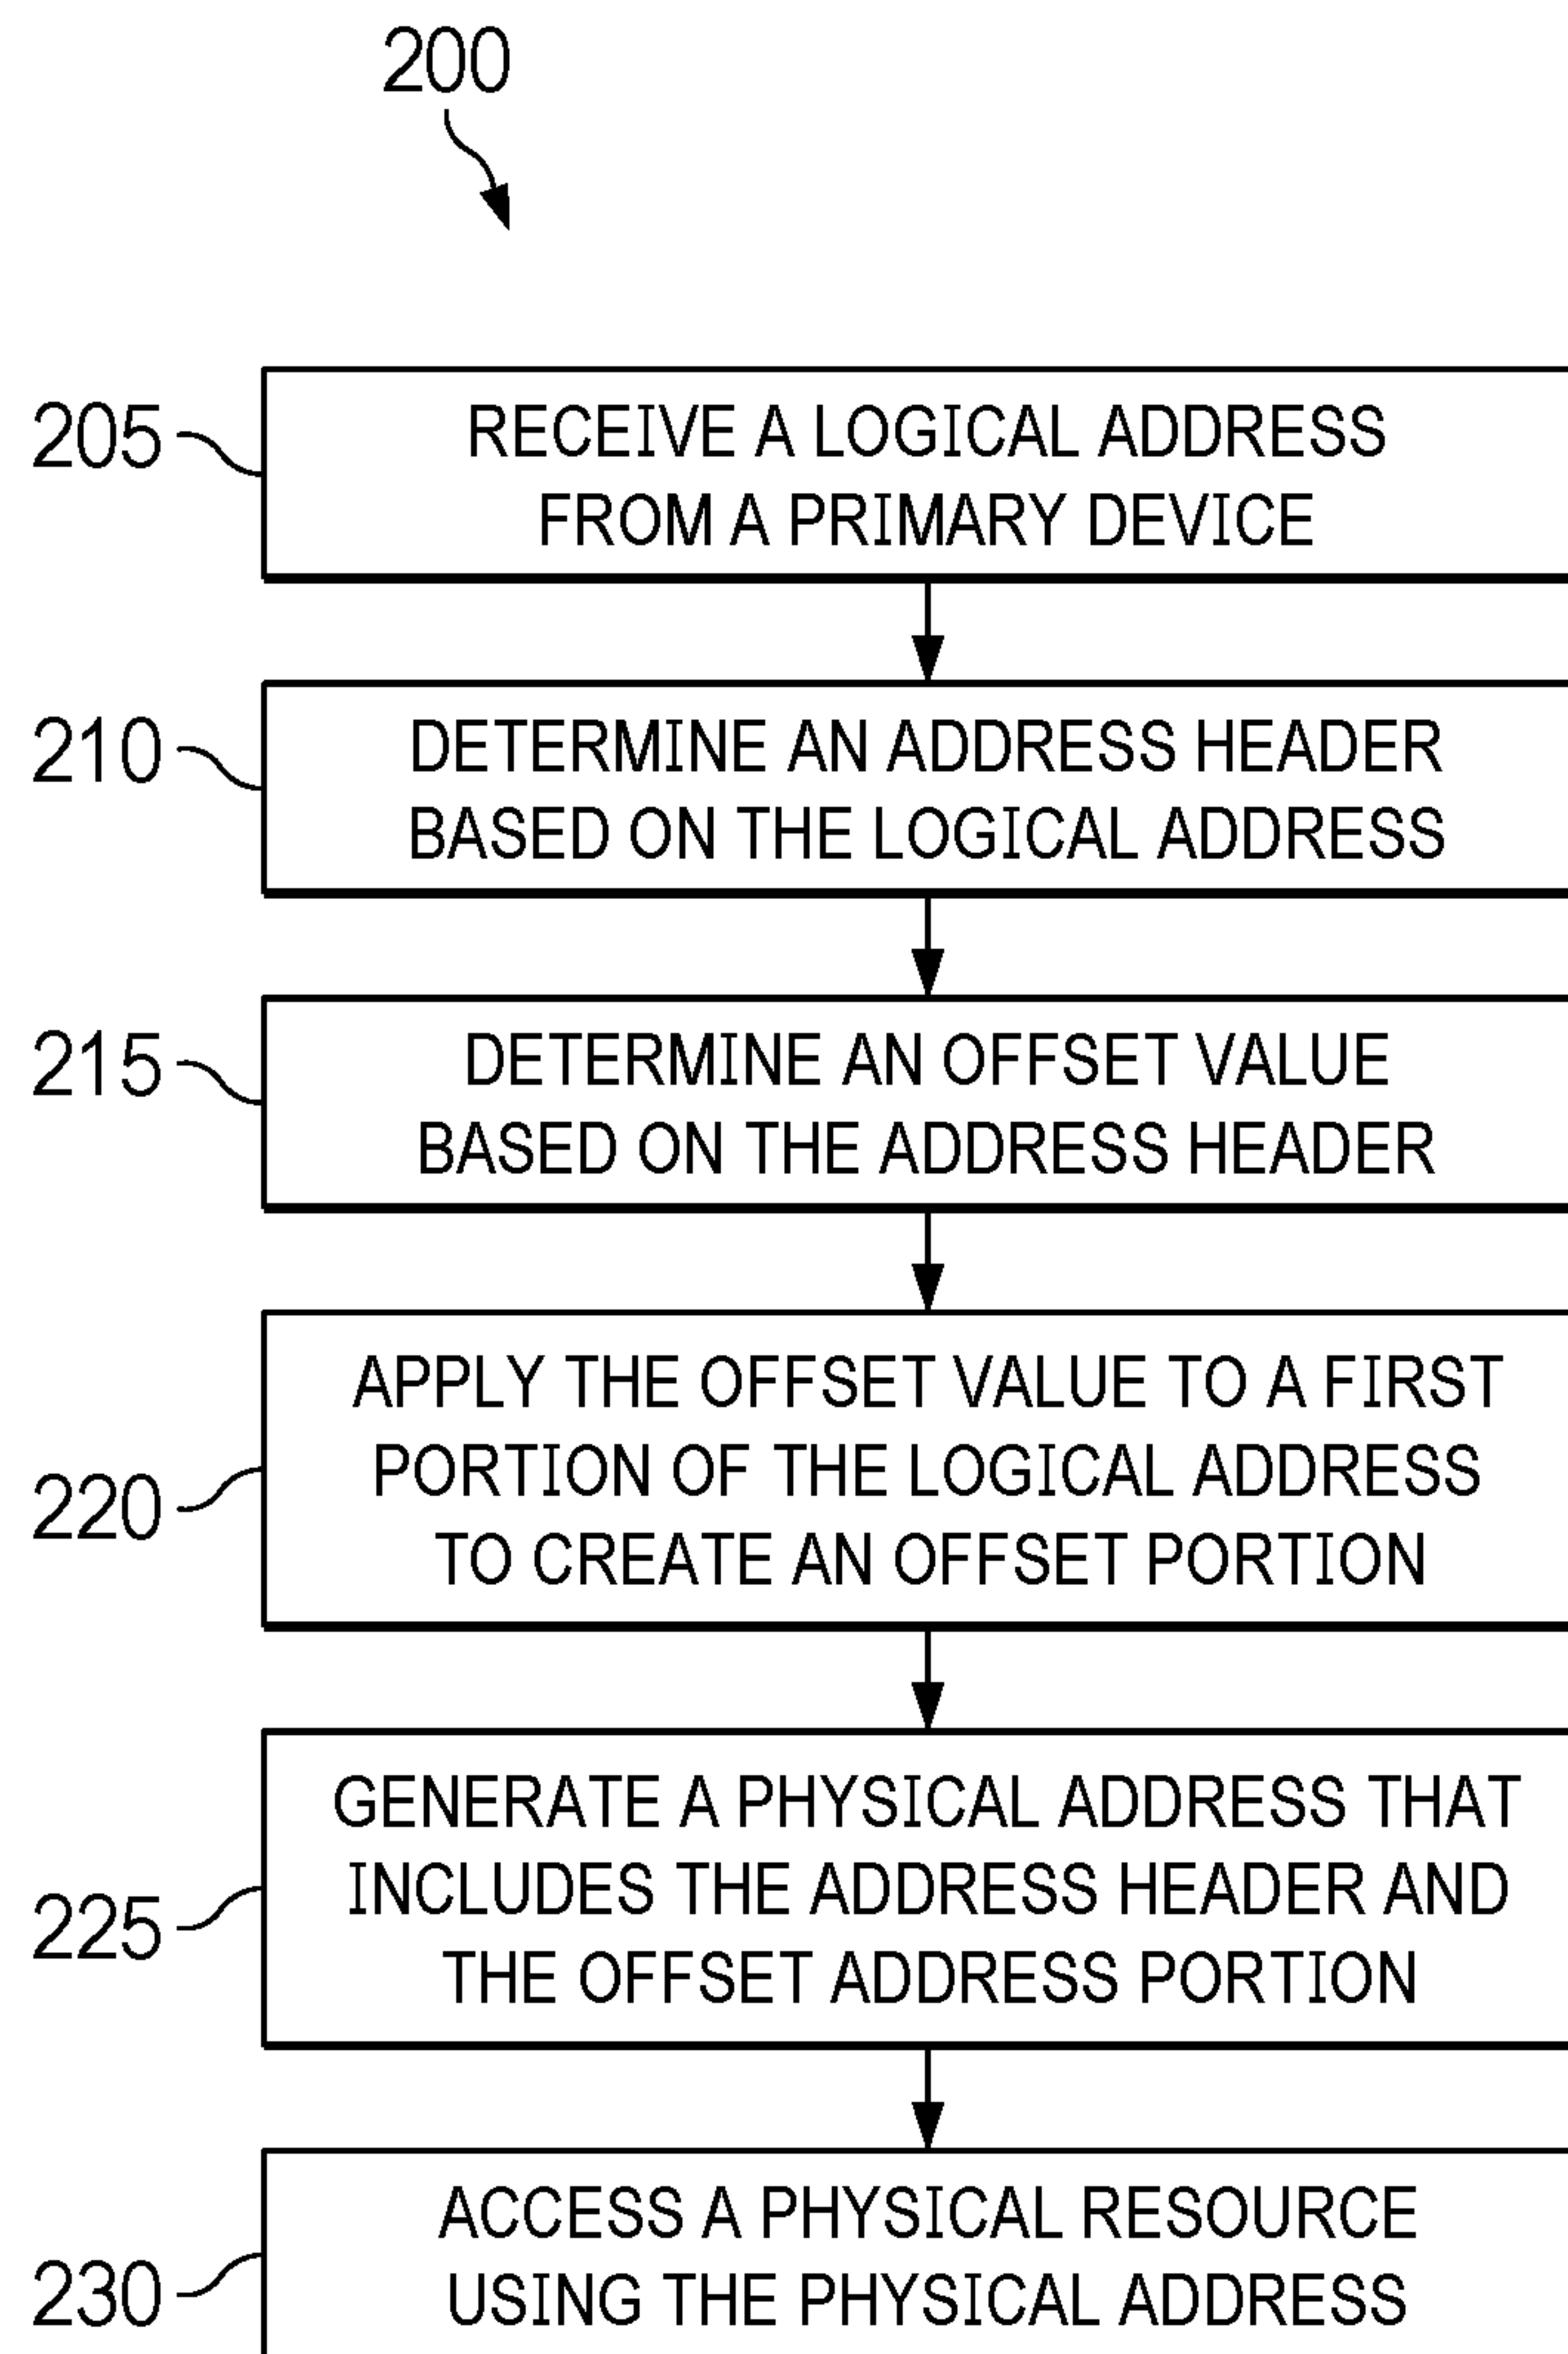 200
205
RECEIVE A LOGICAL ADDRESS
FROM A PRIMARY DEVICE
210
DETERMINE AN ADDRESS HEADER
BASED ON THE LOGICAL ADDRESS
215
DETERMINE AN OFFSET VALUE
BASED ON THE ADDRESS HEADER
220
APPLY THE OFFSET VALUE TO A FIRST
PORTION OF THE LOGICAL ADDRESS
TO CREATE AN OFFSET PORTION
225
GENERATE A PHYSICAL ADDRESS THAT
INCLUDES THE ADDRESS HEADER AND
THE OFFSET ADDRESS PORTION
230
ACCESS A PHYSICAL RESOURCE
USING THE PHYSICAL ADDRESS